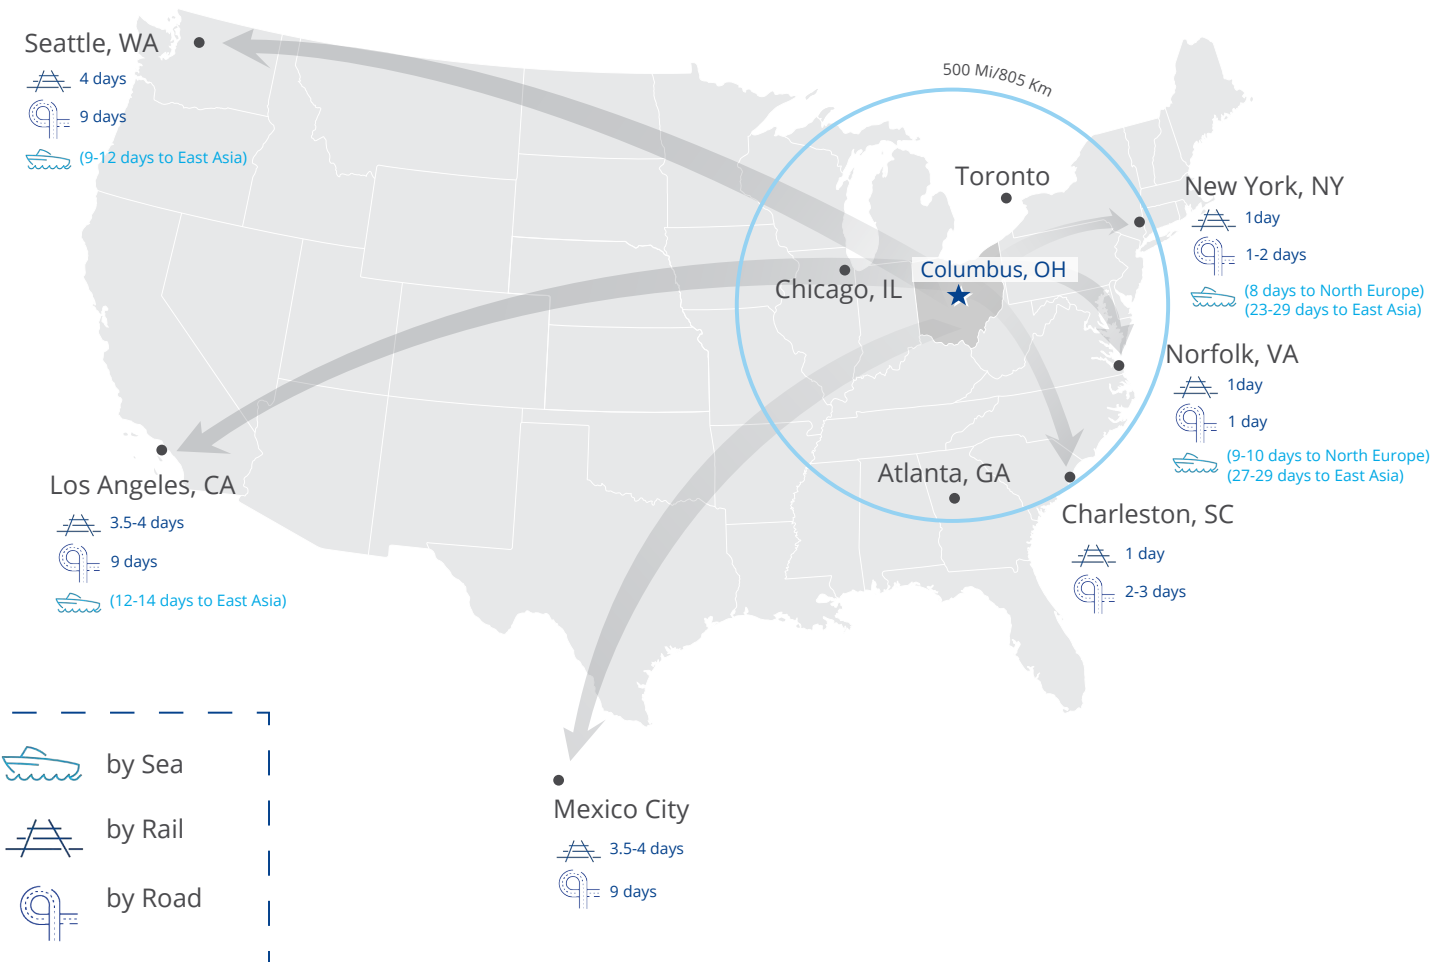 500 Mi/805 Km
Seattle, WA
4 days
9 days
(9-12 days to East Asia)
Toronto
New York, NY
1day
1-2 days
(8 days to North Europe)
(23-29 days to East Asia)
Columbus, OH
Chicago, IL
Norfolk, VA
1day
1 day
(9-10 days to North Europe)
(27-29 days to East Asia)
Los Angeles, CA
3.5-4 days
9 days
(12-14 days to East Asia)
Atlanta, GA
Charleston, SC
1 day
2-3 days
Mexico City
3.5-4 days
9 days
by Sea
by Rail
by Road